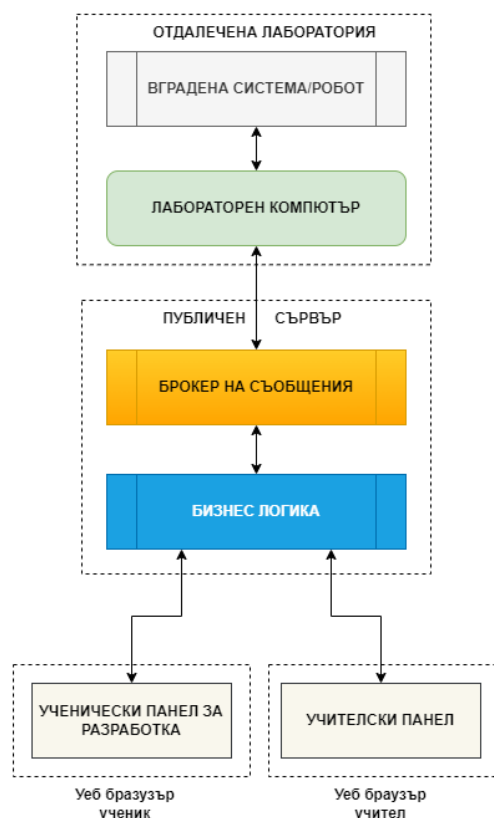 ОТДАЛЕЧЕНА ЛАБОРАТОРИЯ
ВГРАДЕНА СИСТЕМА/РОБОТ
ЛАБОРАТОРЕН КОМПЮТЪР
ПУБЛИЧЕН СЪРВЪР
БРОКЕР НА СЪОБЩЕНИЯ
БИЗНЕС ЛОГИКА
УЧЕНИЧЕСКИ ПАНЕЛ ЗА
РАЗРАБОТКА
УЧИТЕЛСКИ ПАНЕЛ
Уеб бразузър
ученик
Уеб браузър
учител